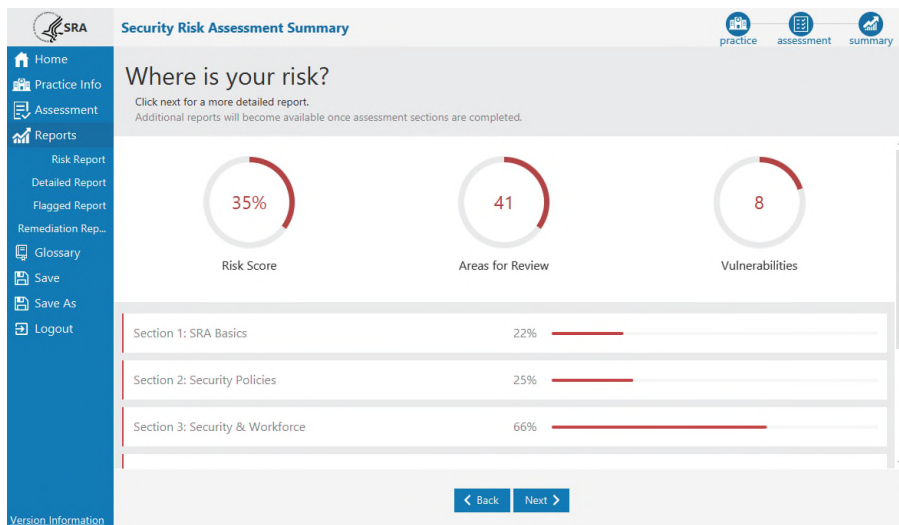 SRA
Security Risk Assessment Summary
practice
assessment
summary
Home
Practice Info
Assessment
Reports
Risk Report
Detailed Report
Flagged Report
Remediation Rep...
Glossary
Save
Save As
Logout
Version Information
Where is your risk?
Click next for a more detailed report.
Additional reports will become available once assessment sections are completed.
35%
Risk Score
41
Areas for Review
8
Vulnerabilities
Section 1: SRA Basics 22%
Section 2: Security Policies 25%
Section 3: Security & Workforce 66%
Back
Next